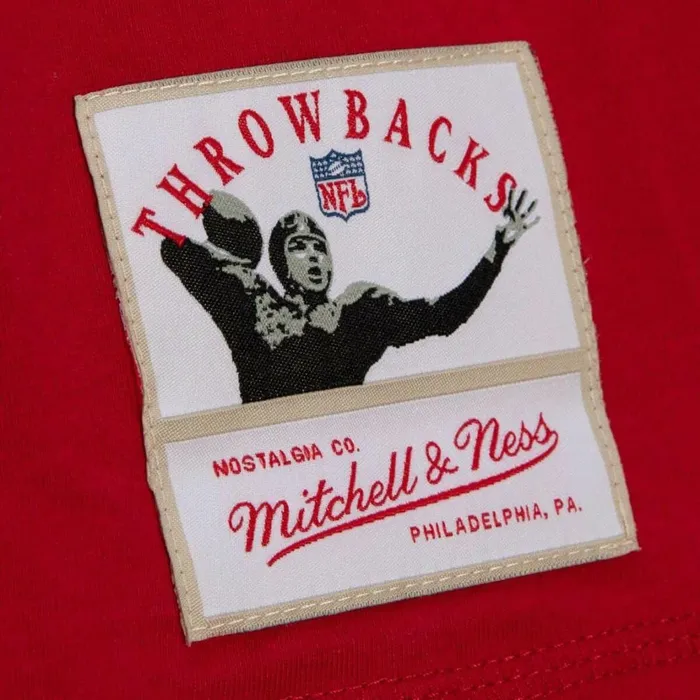 THROWBACKS
NFL
NOSTALGIA CO.
Mitchell & Ness
PHILADELPHIA, PA.